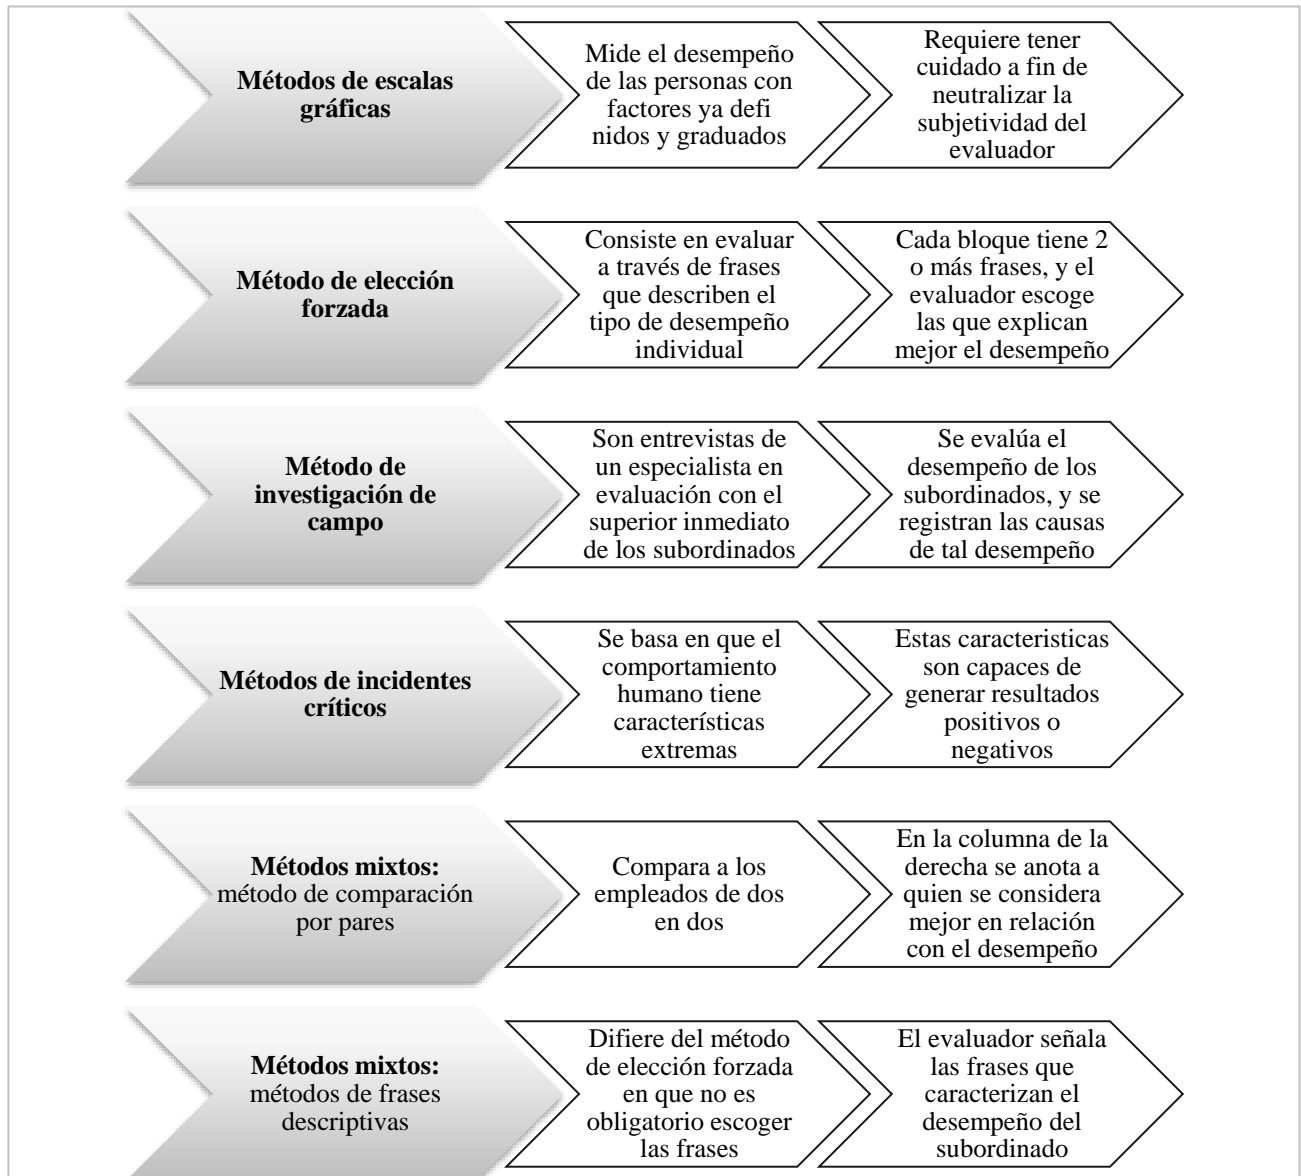 Métodos de escalas
gráficas
Mide el desempeño
de las personas con
factores ya defi
nidos y graduados
Requiere tener
cuidado a fin de
neutralizar la
subjetividad del
evaluador
Método de elección
forzada
Consiste en evaluar
a través de frases
que describen el
tipo de desempeño
individual
Cada bloque tiene 2
o más frases, y el
evaluador escoge
las que explican
mejor el desempeño
Método de
investigación de
campo
Son entrevistas de
un especialista en
evaluación con el
superior inmediato
de los subordinados
Se evalúa el
desempeño de los
subordinados, y se
registran las causas
de tal desempeño
Métodos de incidentes
críticos
Se basa en que el
comportamiento
humano tiene
características
extremas
Estas caracteristicas
son capaces de
generar resultados
positivos o
negativos
Métodos mixtos:
método de comparación
por pares
Compara a los
empleados de dos
en dos
En la columna de la
derecha se anota a
quien se considera
mejor en relación
con el desempeño
Métodos mixtos:
métodos de frases
descriptivas
Difiere del método
de elección forzada
en que no es
obligatorio escoger
las frases
El evaluador señala
las frases que
caracterizan el
desempeño del
subordinado